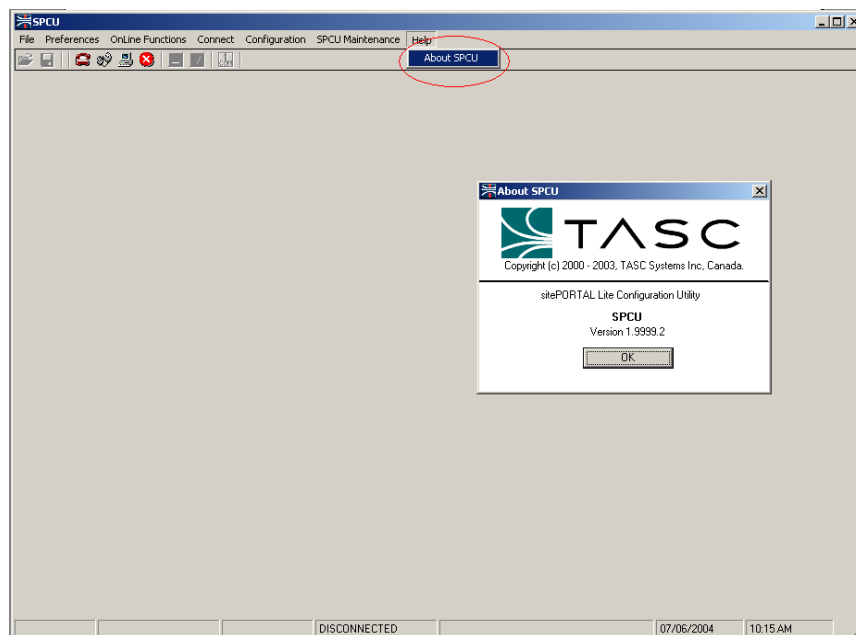 SPCU
File Preferences OnLine Functions Connect Configuration SPCU Maintenance Help
About SPCU
About SPCU
TASC
Copyright (c) 2000 - 2003, TASC Systems Inc, Canada.
sitePORTAL Lite Configuration Utility
SPCU
Version 1.9999.2
OK
DISCONNECTED 07/06/2004 10:15 AM